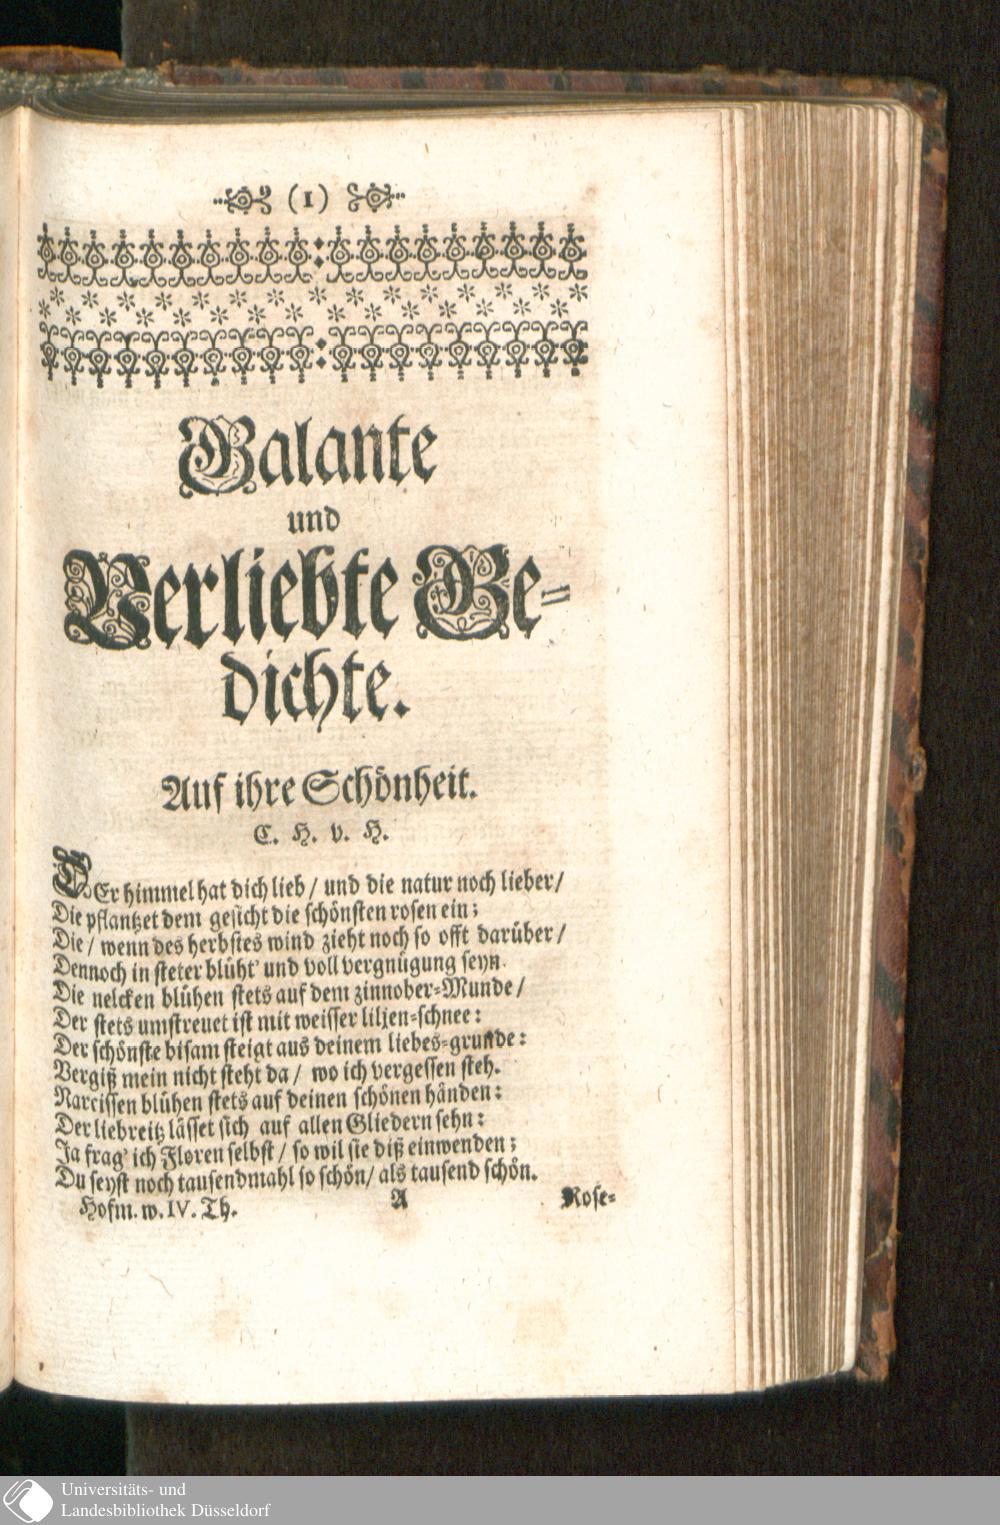 (1)
Galante
und
Verliebte Ge-
dichte.
Auf ihre Schönheit.
C. H. v. H.
DEr himmel hat dich lieb / und die natur noch lieber /
Die pflantzet dem gesicht die schönsten rosen ein;
Die / wenn des herbstes wind zieht noch so offt darüber /
Dennoch in steter blüht' und voll vergnügung seyn.
Die nelcken blühen stets auf dem zinnober-Munde /
Der stets umstreuet ist mit weisser liljen-schnee:
Der schönste bisam steigt aus deinem liebes-grunde:
Vergiß mein nicht steht da / wo ich vergessen steh.
Narcissen blühen stets auf deinen schönen händen:
Der liebreitz lässet sich auf allen Gliedern sehn:
Ja frag' ich Floren selbst / so wil sie diß einwenden;
Du seyst noch tausendmahl so schön / als tausend schön.
Hofm. w. IV. Th. A Rose-
Universitäts- und
Landesbibliothek Düsseldorf